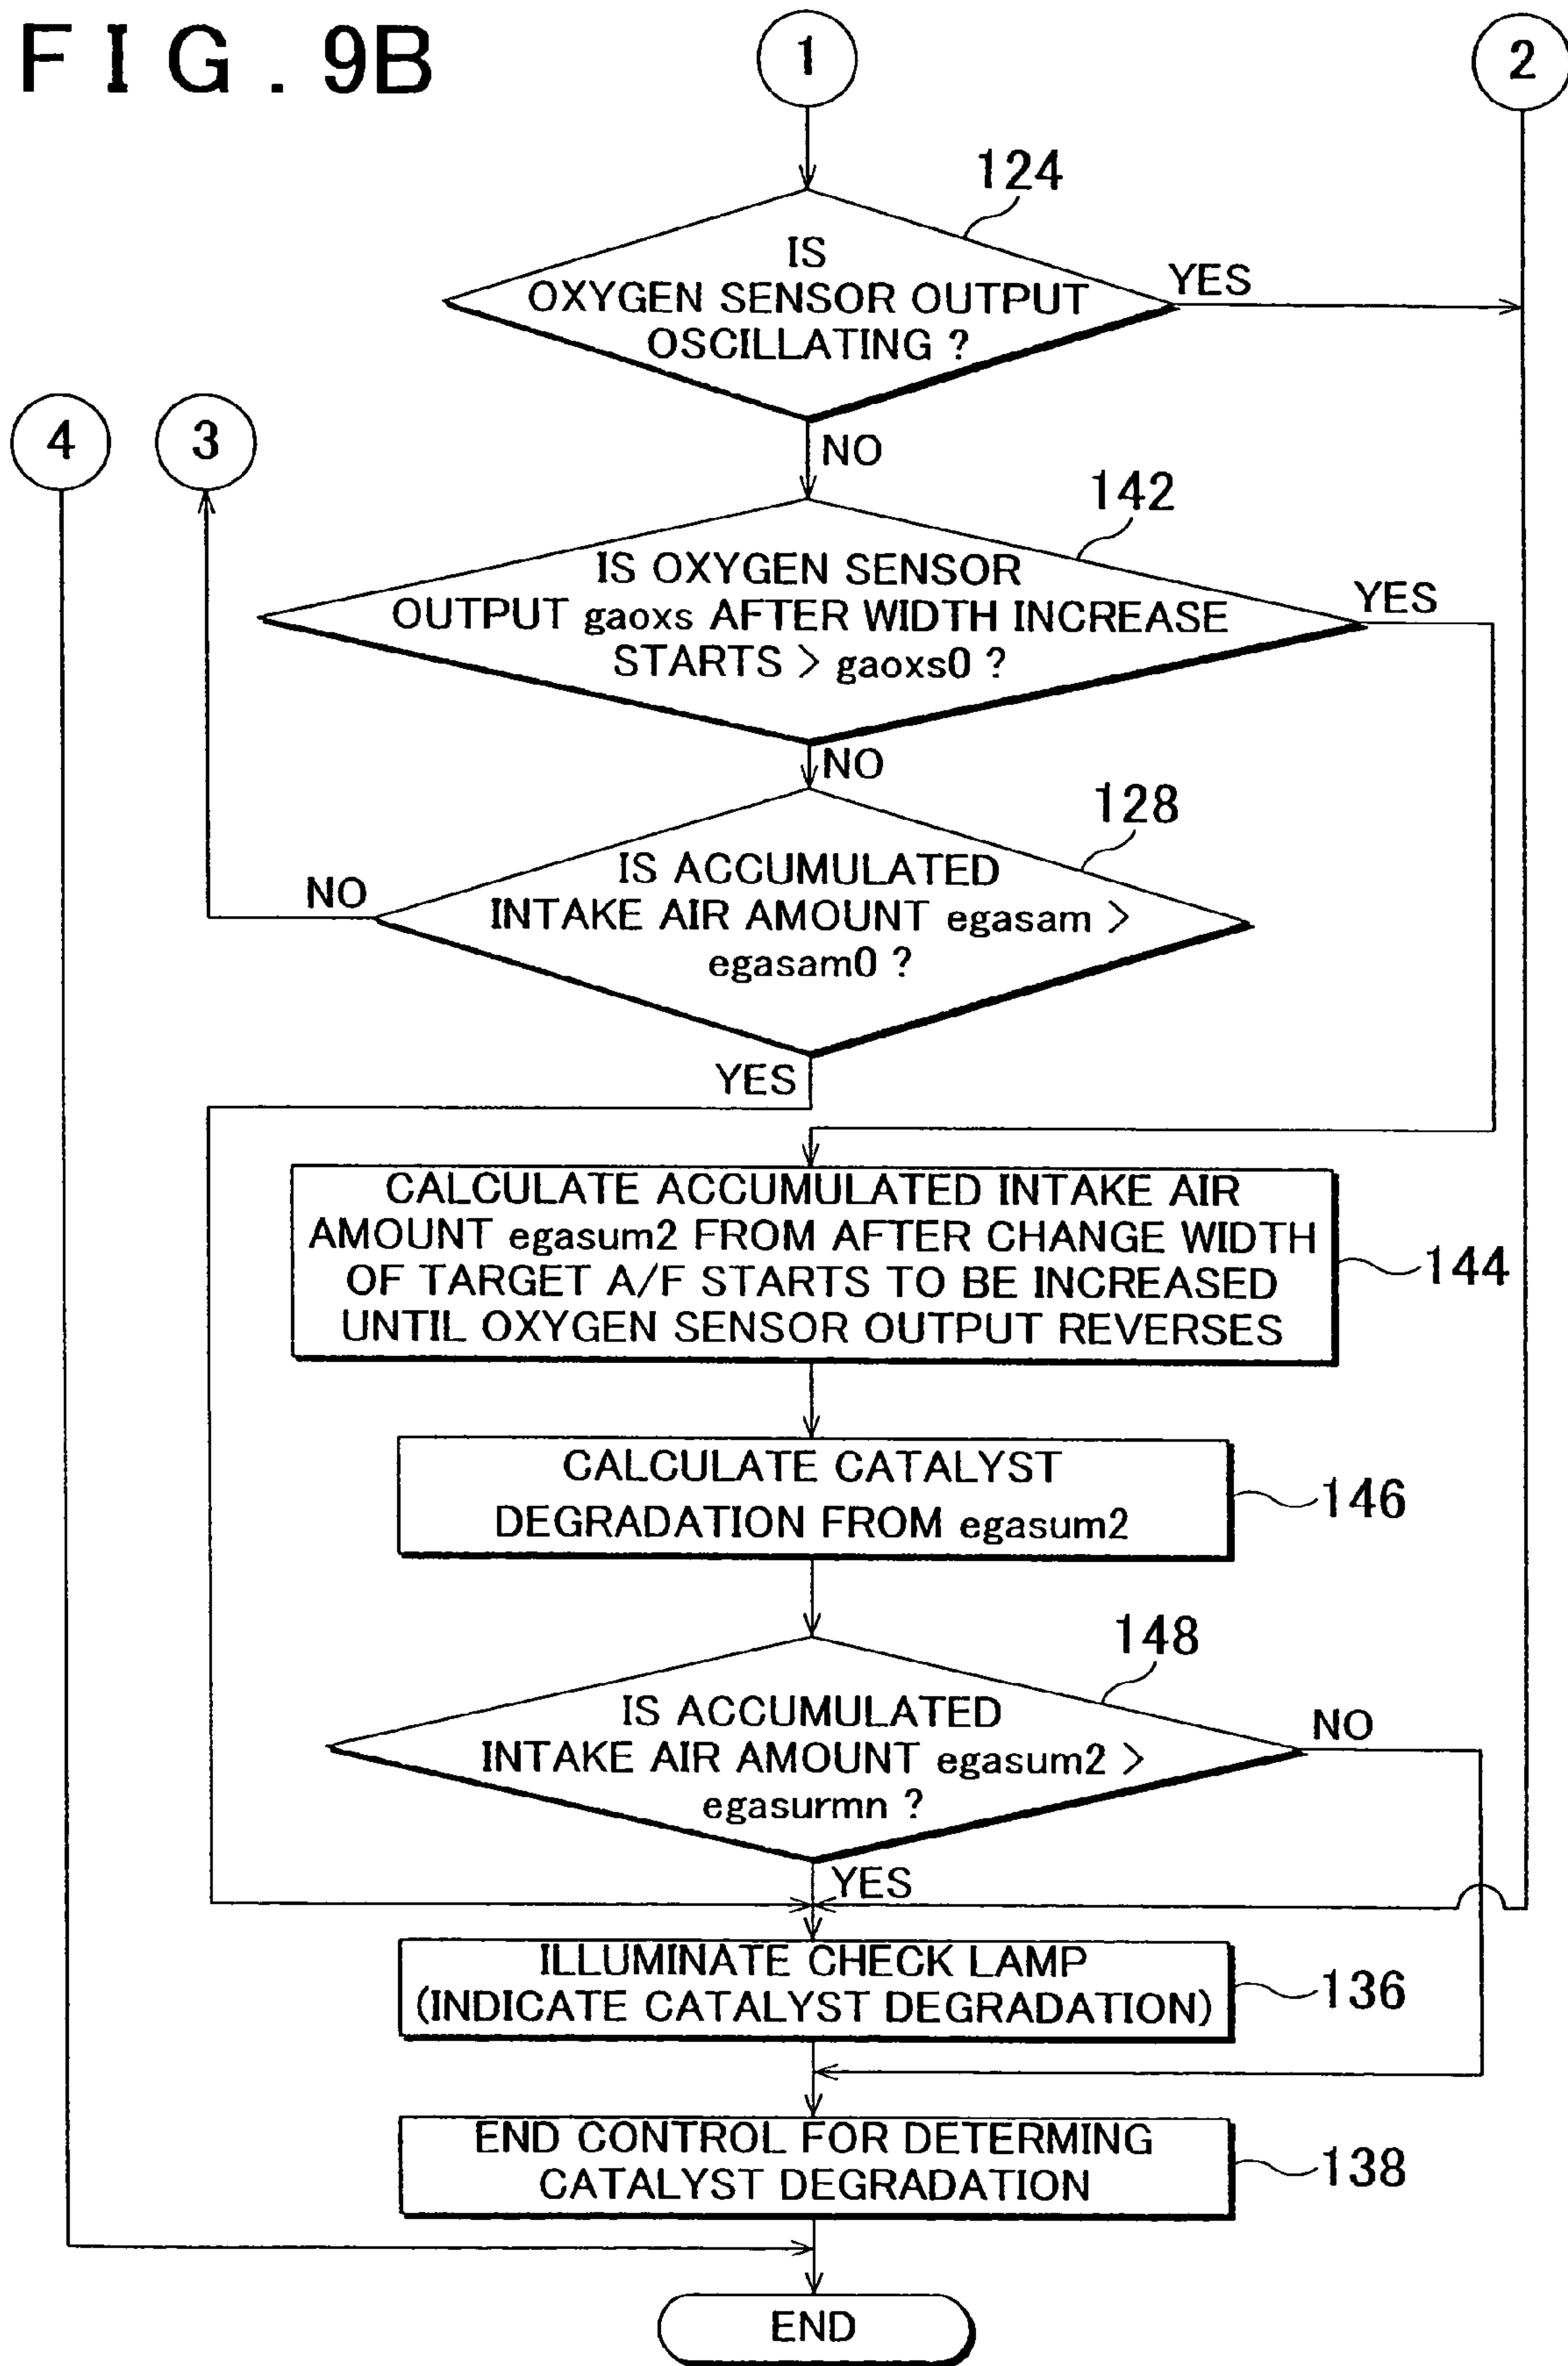 FIG. 9B
1
2
124
IS
OXYGEN SENSOR OUTPUT
OSCILLATING ?
YES
NO
4
3
142
IS OXYGEN SENSOR
OUTPUT gaoxs AFTER WIDTH INCREASE
STARTS > gaoxs0 ?
YES
NO
128
IS ACCUMULATED
INTAKE AIR AMOUNT egasam >
egasam0 ?
NO
YES
CALCULATE ACCUMULATED INTAKE AIR
AMOUNT egasum2 FROM AFTER CHANGE WIDTH
OF TARGET A/F STARTS TO BE INCREASED
UNTIL OXYGEN SENSOR OUTPUT REVERSES
144
CALCULATE CATALYST
DEGRADATION FROM egasum2
146
148
IS ACCUMULATED
INTAKE AIR AMOUNT egasum2 >
egasurmn ?
NO
YES
ILLUMINATE CHECK LAMP
(INDICATE CATALYST DEGRADATION)
136
END CONTROL FOR DETERMING
CATALYST DEGRADATION
138
END